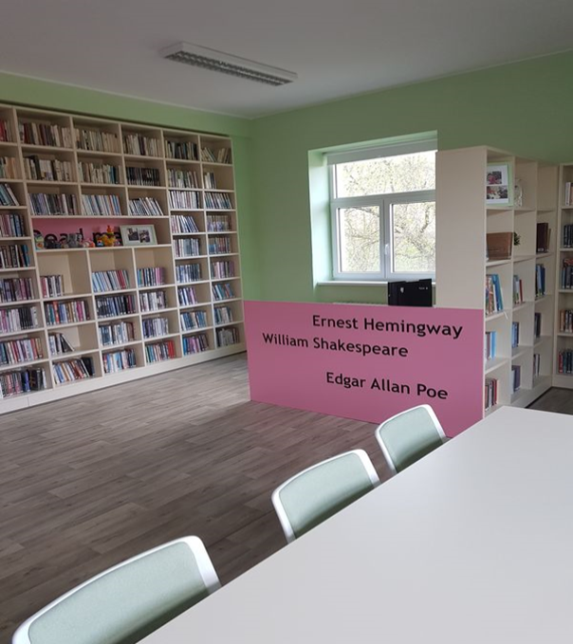 Ernest Hemingway
William Shakespeare
Edgar Allan Poe